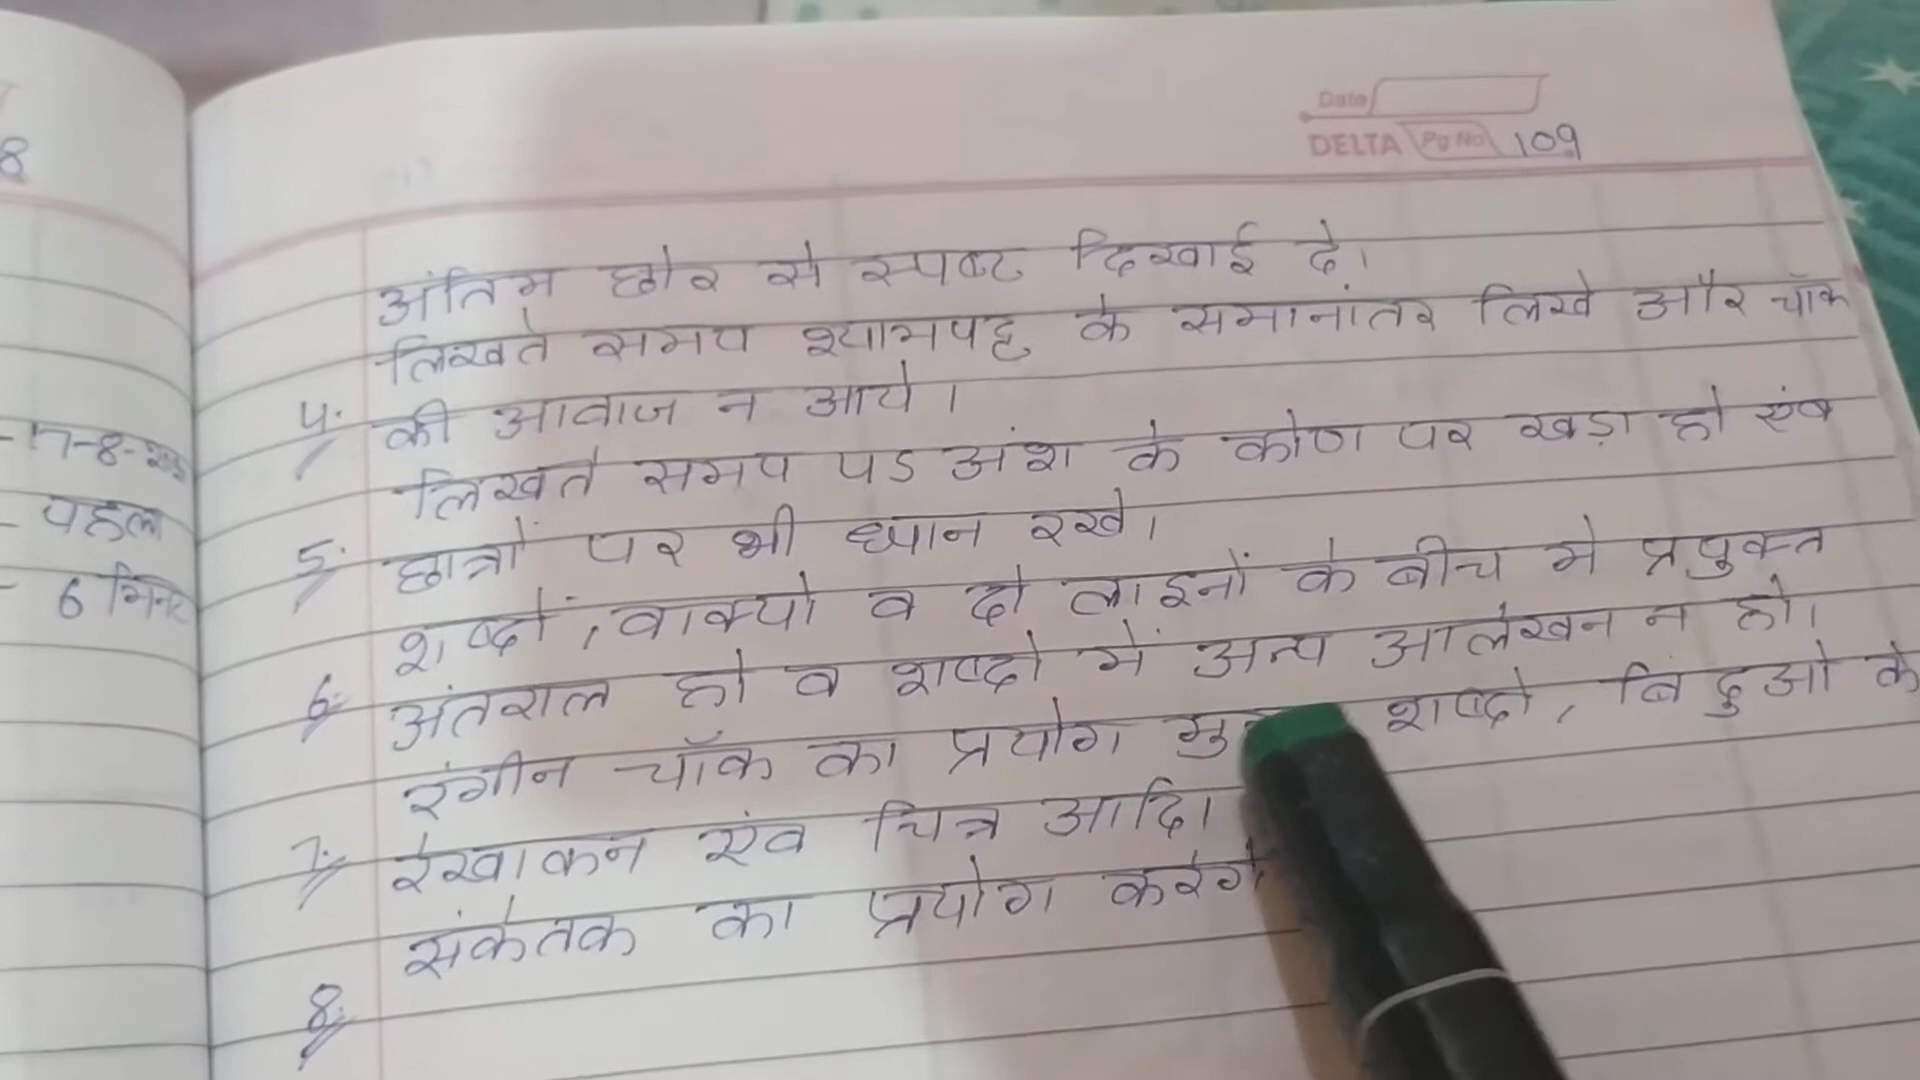 8
-17-8-
- पहला
- 6 मिनट
Date
DELTA Pg No 109
अंतिम छोर से स्पष्ट दिखाई दे।
4. लिखते समय श्यामपट्ट के समानांतर लिखे और चॉक
की आवाज न आये।
5. लिखते समय 45 अंश के कोण पर खड़ा हो एंव
छात्रों पर भी ध्यान रखे।
6. शब्दों, वाक्यो व दो लाइनों के बीच मे प्रयुक्त
अंतराल हो व शब्दो में अन्य आलेखन न हो।
7. रंगीन चॉक का प्रयोग शब्दो, बिंदुओ के
रेखाकन एंव चित्र आदि।
8. संकेतक का प्रयोग करेगे